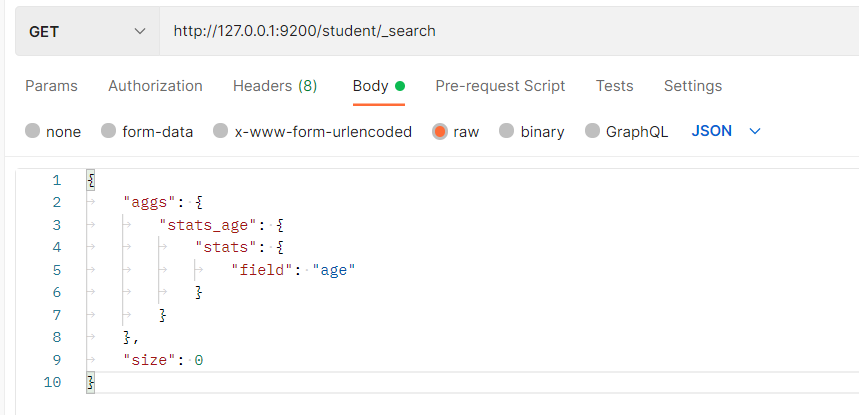 GET http://127.0.0.1:9200/student/_search
Params Authorization Headers (8) Body Pre-request Script Tests Settings
none form-data x-www-form-urlencoded raw binary GraphQL JSON
1 {
2 "aggs": {
3 "stats_age": {
4 "stats": {
5 "field": "age"
6 }
7 }
8 },
9 "size": 0
10 }